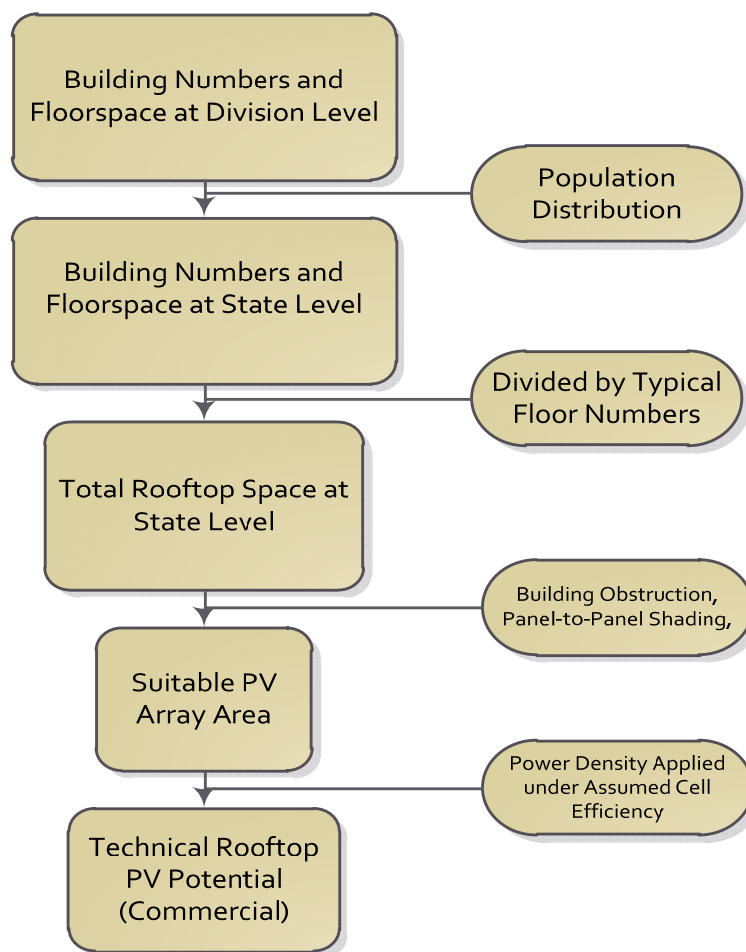 Building Numbers and
Floorspace at Division Level
Population
Distribution
Building Numbers and
Floorspace at State Level
Divided by Typical
Floor Numbers
Total Rooftop Space at
State Level
Building Obstruction,
Panel-to-Panel Shading,
Suitable PV
Array Area
Power Density Applied
under Assumed Cell
Efficiency
Technical Rooftop
PV Potential
(Commercial)